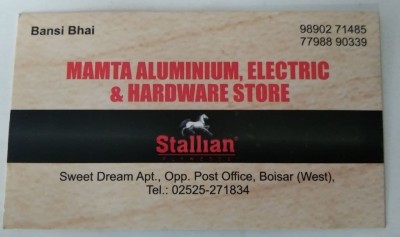 Bansi Bhai
98902 71485
77988 90339
MAMTA ALUMINIUM, ELECTRIC
& HARDWARE STORE
Stallıan®
Sweet Dream Apt., Opp. Post Office, Boisar (West),
Tel.: 02525-271834